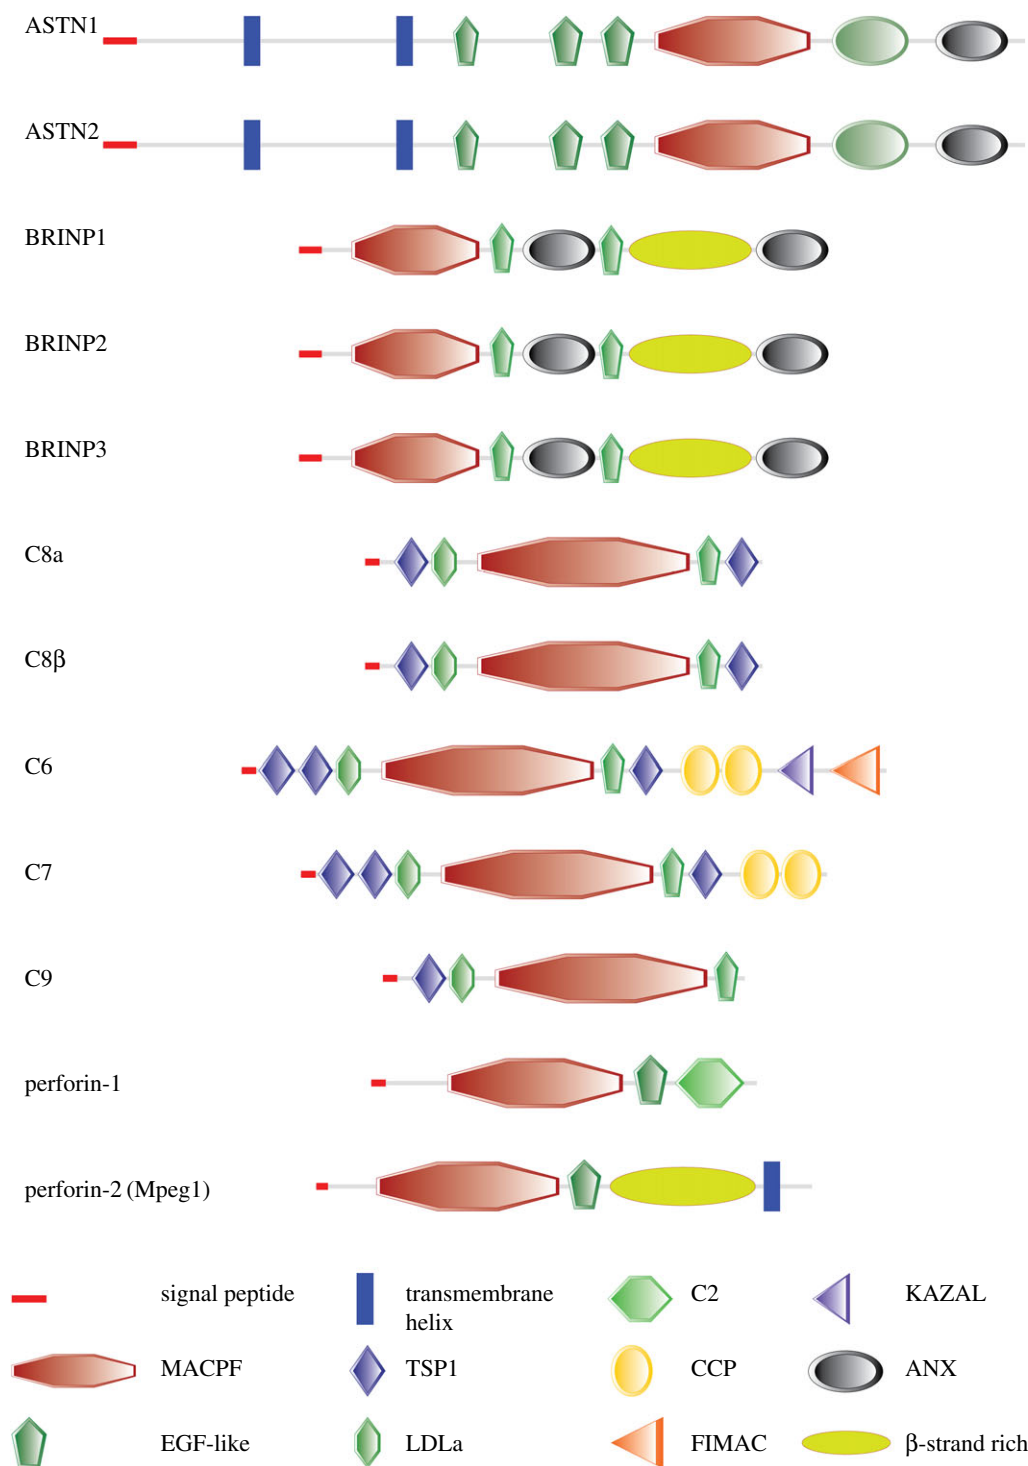 ASTN1
ASTN2
BRINP1
BRINP2
BRINP3
C8a
C8β
C6
C7
C9
perforin-1
perforin-2 (Mpeg1)
signal peptide
transmembrane
helix
C2
KAZAL
MACPF
TSP1
CCP
ANX
EGF-like
LDLa
FIMAC
β-strand rich